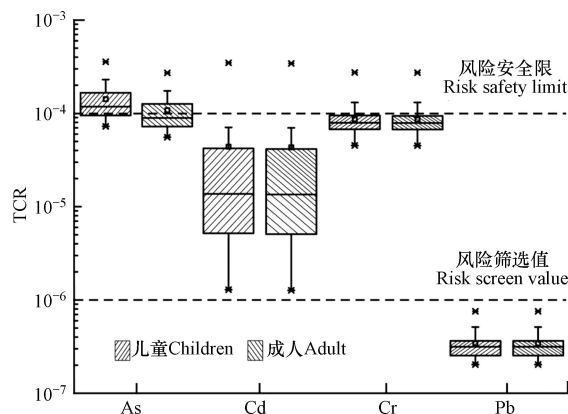 10⁻³
风险安全限
Risk safety limit
10⁻⁴
TCR
10⁻⁵
风险筛选值
Risk screen value
10⁻⁶
儿童Children
成人Adult
10⁻⁷
As
Cd
Cr
Pb